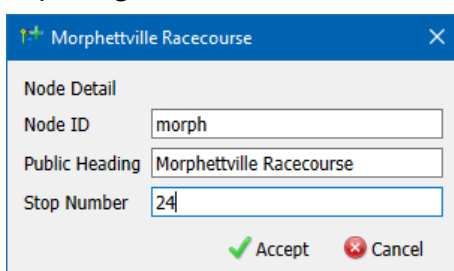 Morphettville Racecourse
Node Detail
Node ID morph
Public Heading Morphettville Racecourse
Stop Number 24
Accept Cancel